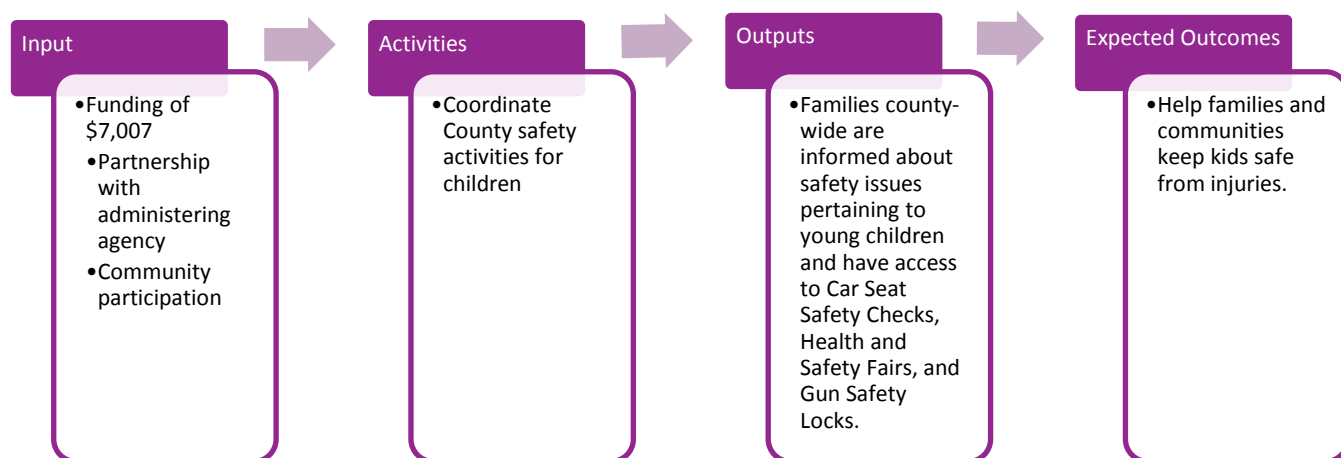 Input
•Funding of
$7,007
•Partnership
with
administering
agency
•Community
participation
Activities
•Coordinate
County safety
activities for
children
Outputs
•Families county-
wide are
informed about
safety issues
pertaining to
young children
and have access
to Car Seat
Safety Checks,
Health and
Safety Fairs, and
Gun Safety
Locks.
Expected Outcomes
•Help families and
communities
keep kids safe
from injuries.